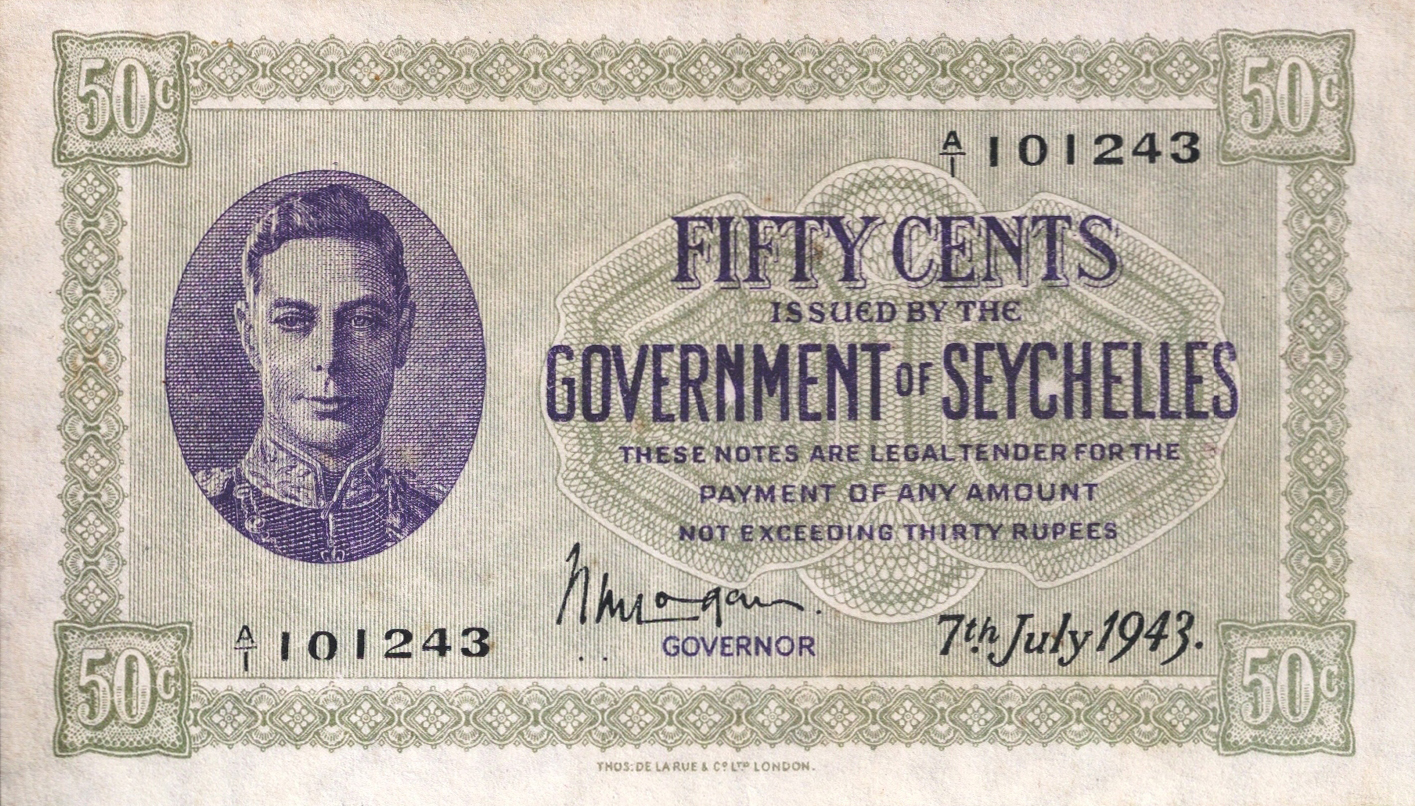 50c
50c
A/1 101243
FIFTY CENTS
ISSUED BY THE
GOVERNMENT OF SEYCHELLES
THESE NOTES ARE LEGAL TENDER FOR THE
PAYMENT OF ANY AMOUNT
NOT EXCEEDING THIRTY RUPEES
GOVERNOR
7th July 1943.
A/1 101243
50c
50c
THOS: DE LA RUE & CO LTD LONDON.